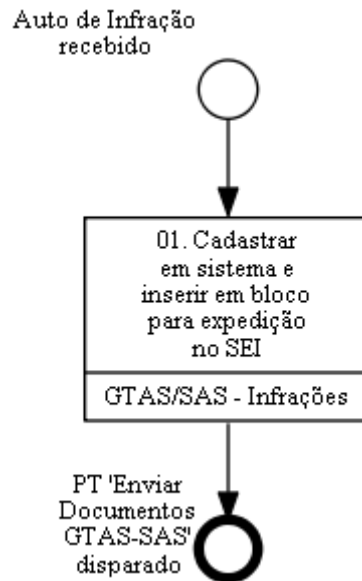 Auto de Infração
recebido
01. Cadastrar
em sistema e
inserir em bloco
para expedição
no SEI
GTAS/SAS - Infrações
PT 'Enviar
Documentos
GTAS-SAS'
disparado